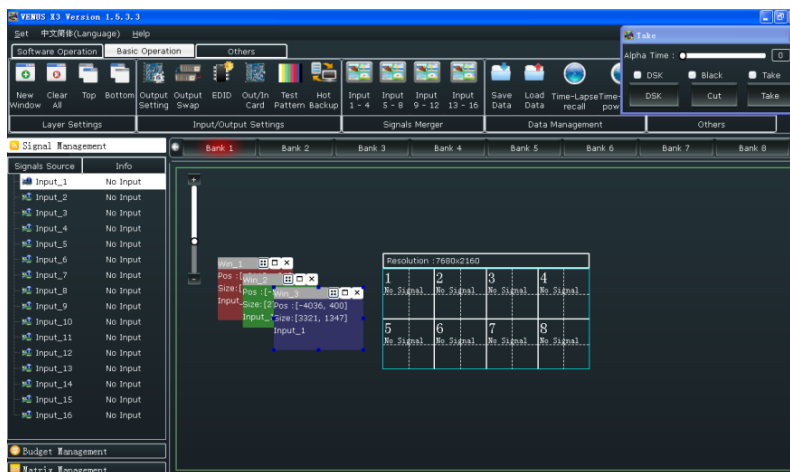 VENUS X3 Version 1.5.3.3
Set 中文简体(Language) Help
Software Operation Basic Operation Others
New Window Clear All Top Bottom Output Setting Output Swap EDID Out/In Card Test Pattern Hot Backup Input 1 - 4 Input 5 - 8 Input 9 - 12 Input 13 - 16 Save Data Load Data Time-Lapse recall Time-
Layer Settings Input/Output Settings Signals Merger Data Management Others
Take
Alpha Time : 0
DSK Black Take
DSK Cut Take
Signal Management
Bank 1 Bank 2 Bank 3 Bank 4 Bank 5 Bank 6 Bank 7 Bank 8
Signals Source Info
Input_1 No Input
Input_2 No Input
Input_3 No Input
Input_4 No Input
Input_5 No Input
Input_6 No Input
Input_7 No Input
Input_8 No Input
Input_9 No Input
Input_10 No Input
Input_11 No Input
Input_12 No Input
Input_13 No Input
Input_14 No Input
Input_15 No Input
Input_16 No Input
Budget Management
Matrix Management
Win_1
Pos :
Size:[
Input_
Win_2
Pos :[-
Size:[2
Input_
Win_3
Pos :[-4036, 400]
Size:[3321, 1347]
Input_1
Resolution :7680x2160
1 2 3 4
No Signal No Signal No Signal No Signal
5 6 7 8
No Signal No Signal No Signal No Signal